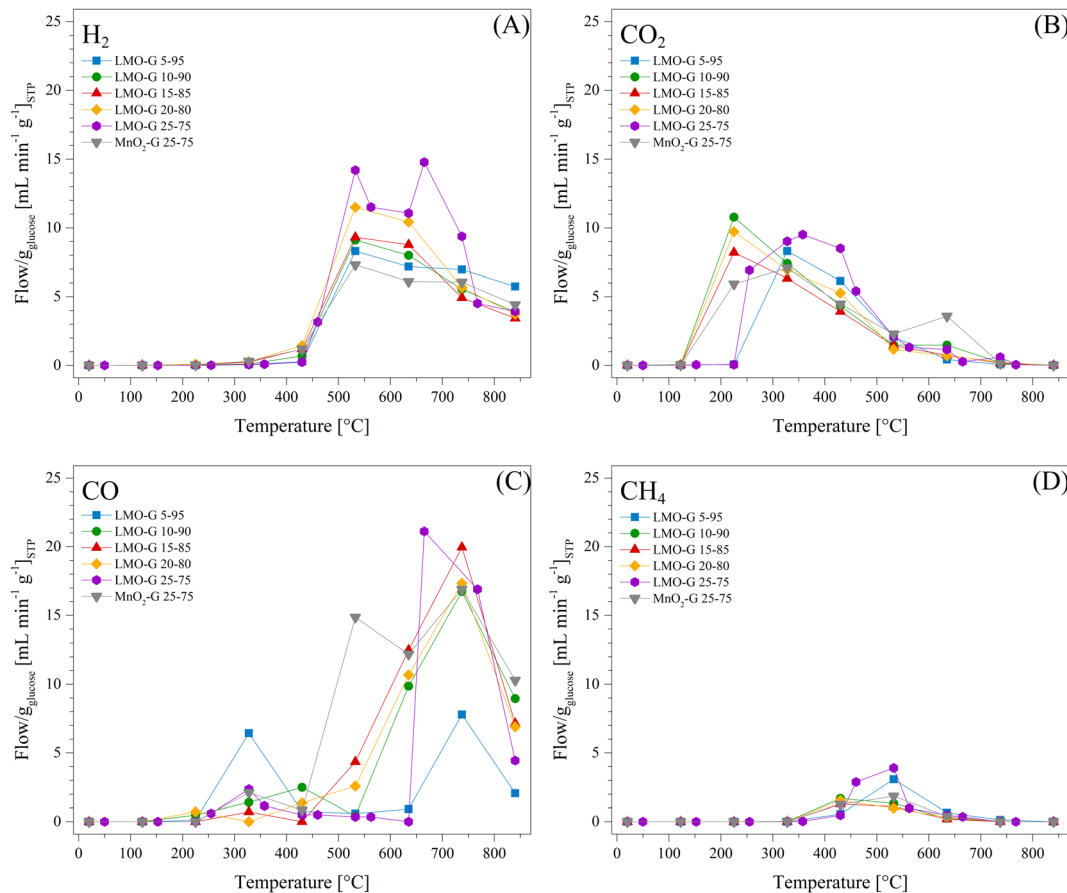 (A)
H2
LMO-G 5-95
LMO-G 10-90
LMO-G 15-85
LMO-G 20-80
LMO-G 25-75
MnO2-G 25-75
25
20
15
10
5
0
Flow/gglucose [mL min-1 g-1]STP
0 100 200 300 400 500 600 700 800
Temperature [°C]
(B)
CO2
LMO-G 5-95
LMO-G 10-90
LMO-G 15-85
LMO-G 20-80
LMO-G 25-75
MnO2-G 25-75
25
20
15
10
5
0
Flow/gglucose [mL min-1 g-1]STP
0 100 200 300 400 500 600 700 800
Temperature [°C]
(C)
CO
LMO-G 5-95
LMO-G 10-90
LMO-G 15-85
LMO-G 20-80
LMO-G 25-75
MnO2-G 25-75
25
20
15
10
5
0
Flow/gglucose [mL min-1 g-1]STP
0 100 200 300 400 500 600 700 800
Temperature [°C]
(D)
CH4
LMO-G 5-95
LMO-G 10-90
LMO-G 15-85
LMO-G 20-80
LMO-G 25-75
MnO2-G 25-75
25
20
15
10
5
0
Flow/gglucose [mL min-1 g-1]STP
0 100 200 300 400 500 600 700 800
Temperature [°C]